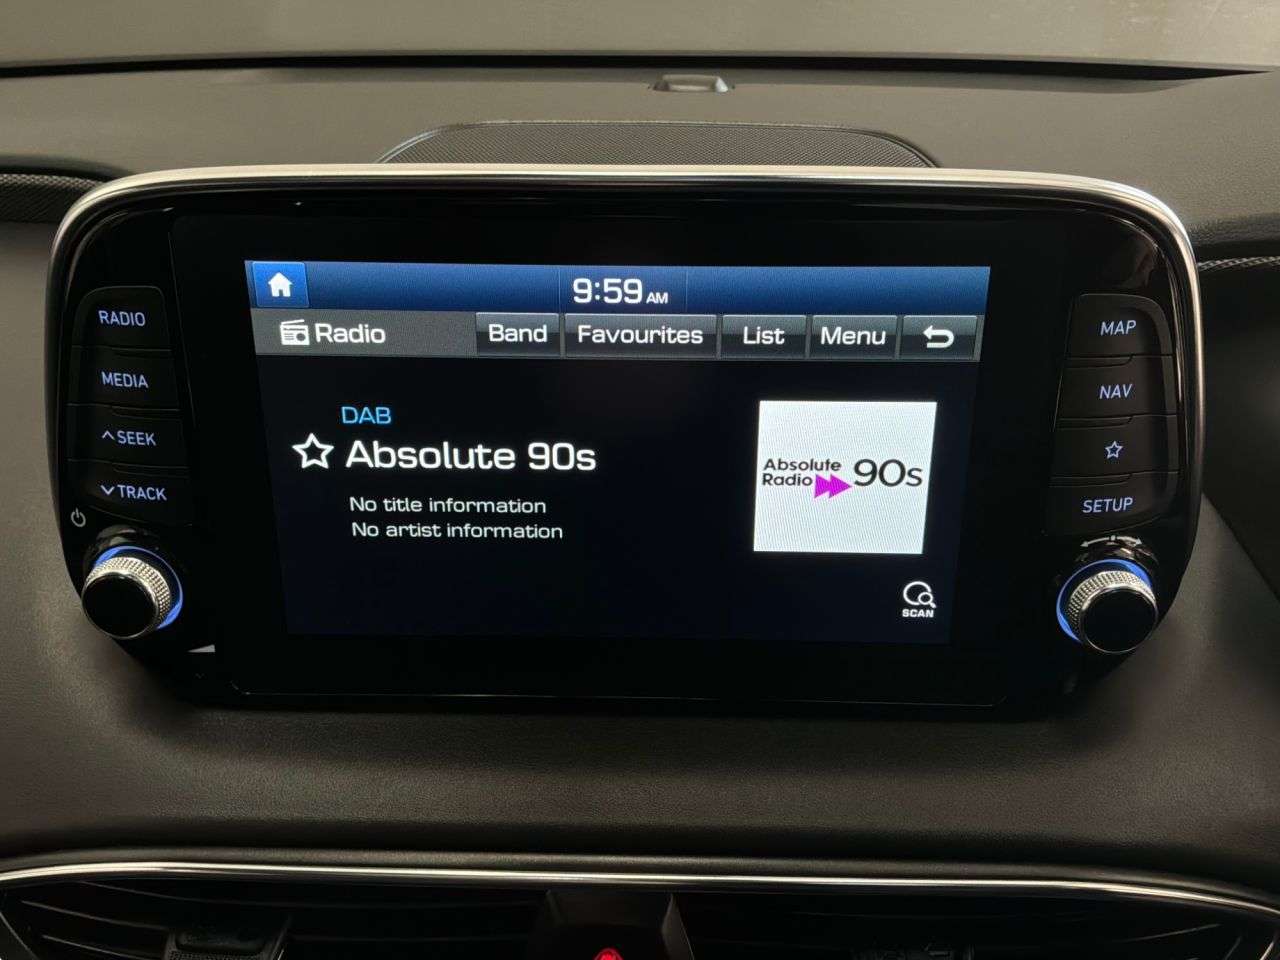 9:59 AM
Radio Band Favourites List Menu
DAB
Absolute 90s
No title information
No artist information
Absolute
Radio 90s
SCAN
RADIO
MEDIA
SEEK
TRACK
MAP
NAV
SETUP